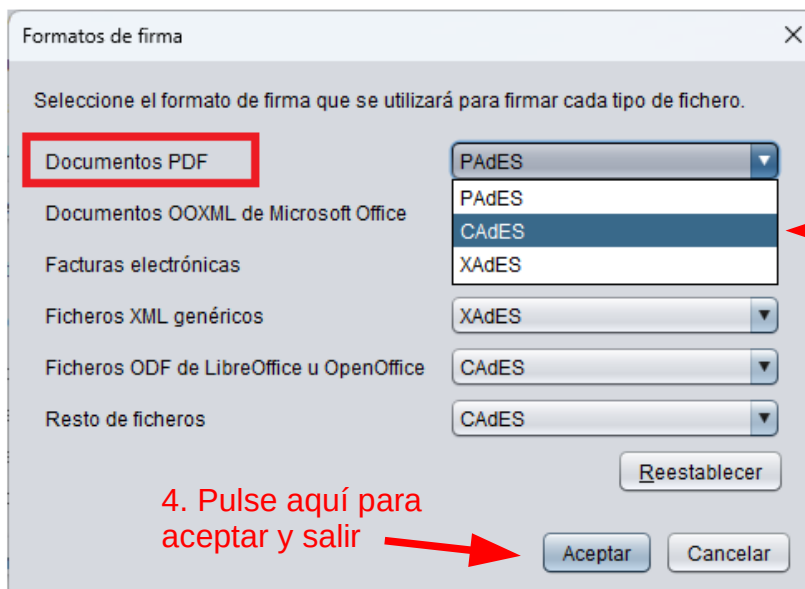 Formatos de firma
Seleccione el formato de firma que se utilizará para firmar cada tipo de fichero.
Documentos PDF PAdES
PAdES
Documentos OOXML de Microsoft Office
CAdES
Facturas electrónicas XAdES
Ficheros XML genéricos XAdES
Ficheros ODF de LibreOffice u OpenOffice CAdES
Resto de ficheros CAdES
Reestablecer
4. Pulse aquí para
aceptar y salir
Aceptar Cancelar